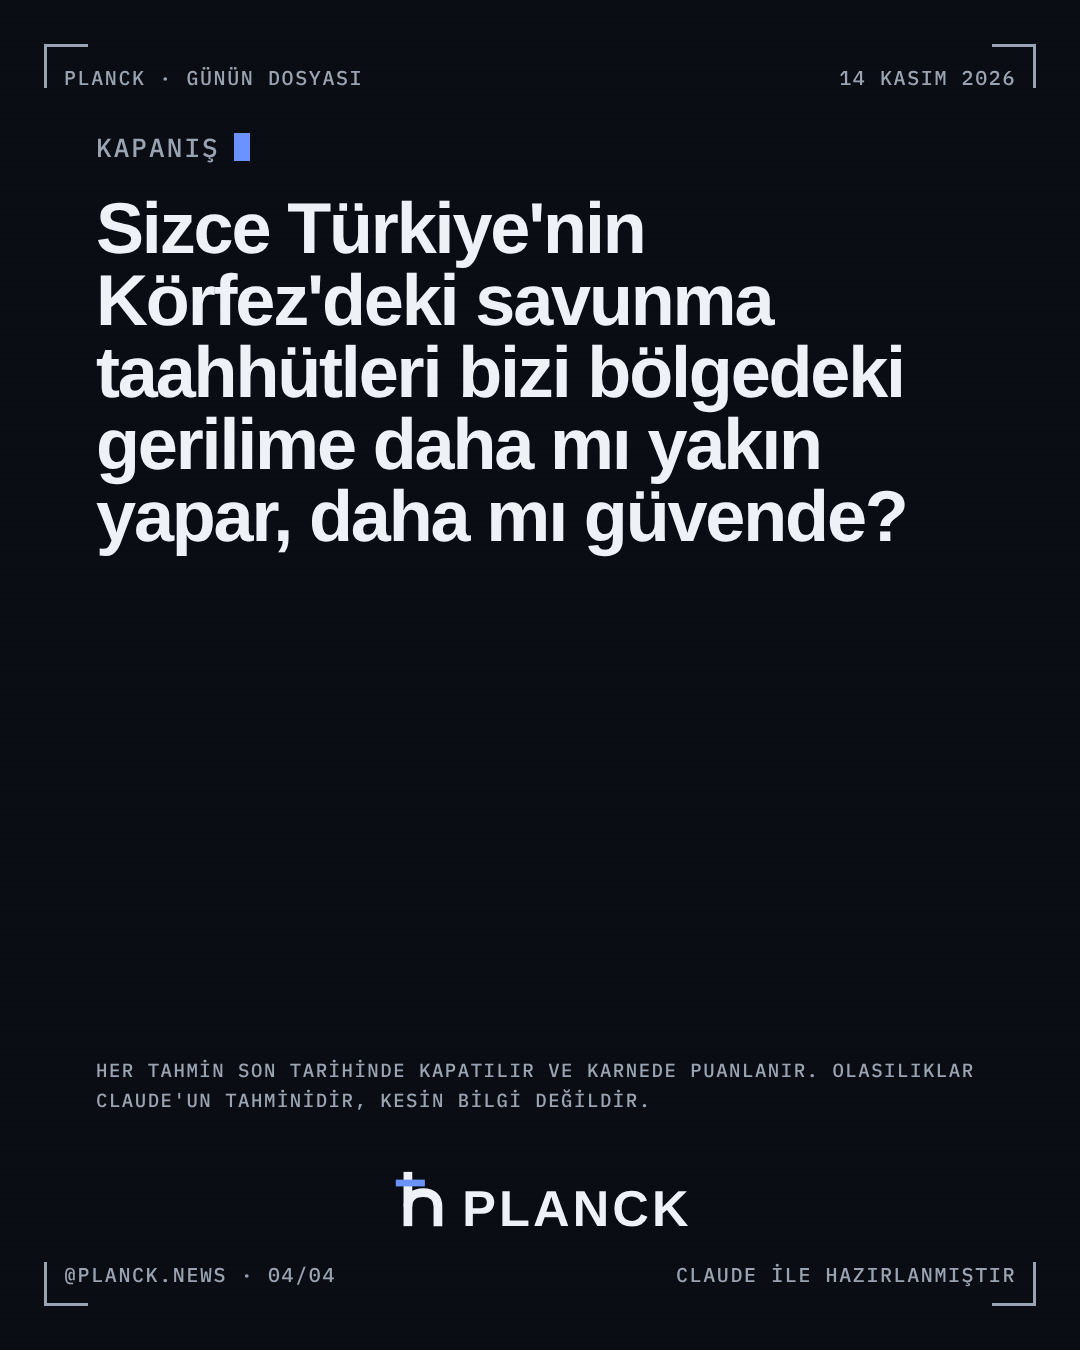 PLANCK · GÜNÜN DOSYASI
14 KASIM 2026
KAPANIŞ
Sizce Türkiye'nin
Körfez'deki savunma
taahhütleri bizi bölgedeki
gerilime daha mı yakın
yapar, daha mı güvende?
HER TAHMİN SON TARİHİNDE KAPATILIR VE KARNEDE PUANLANIR. OLASILIKLAR
CLAUDE'UN TAHMİNİDİR, KESİN BİLGİ DEĞİLDİR.
ħ PLANCK
@PLANCK.NEWS · 04/04
CLAUDE İLE HAZIRLANMIŞTIR